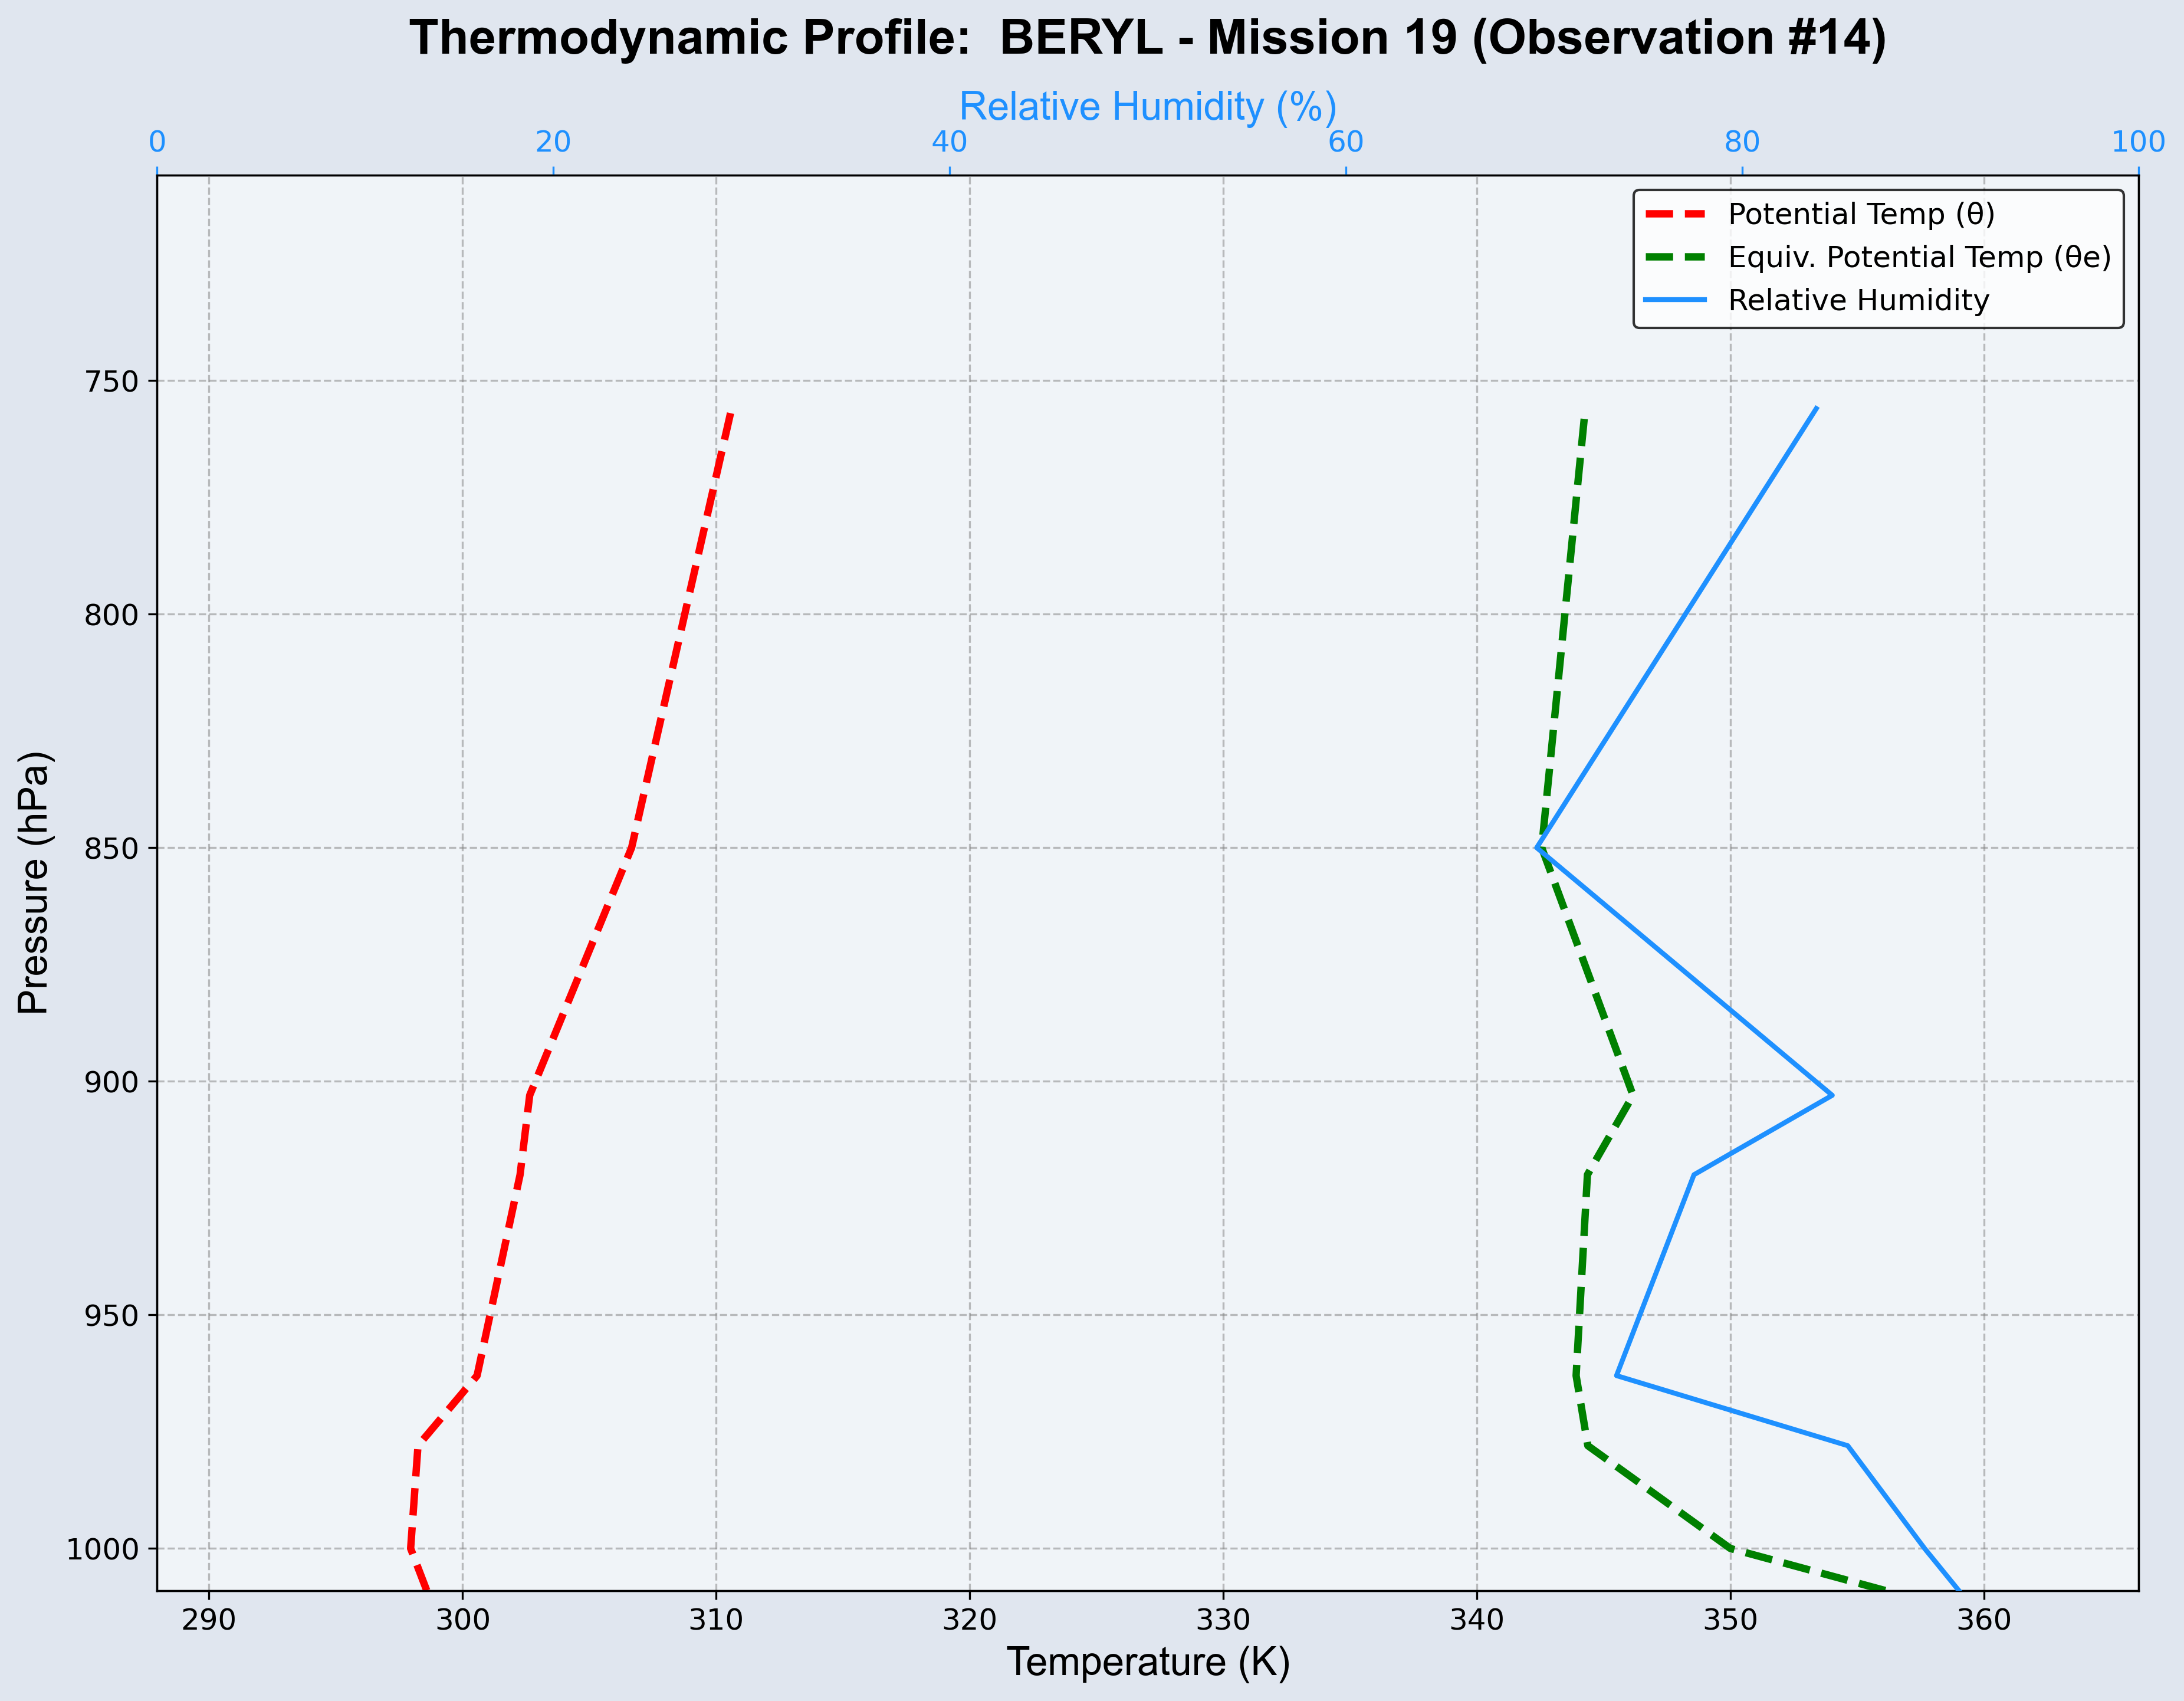 Thermodynamic Profile:  BERYL - Mission 19 (Observation #14)
Relative Humidity (%)
0 20 40 60 80 100
Potential Temp (θ)
Equiv. Potential Temp (θe)
Relative Humidity
Pressure (hPa)
750
800
850
900
950
1000
290 300 310 320 330 340 350 360
Temperature (K)